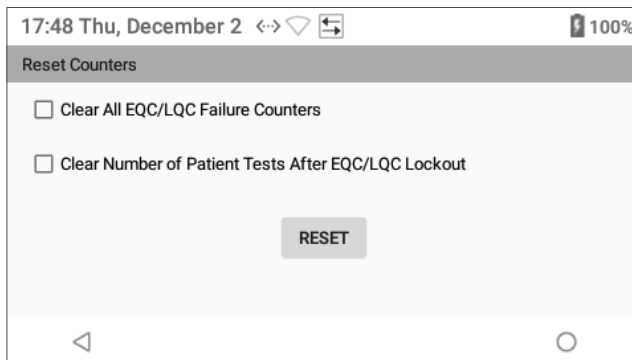 17:48 Thu, December 2 100%
Reset Counters
Clear All EQC/LQC Failure Counters
Clear Number of Patient Tests After EQC/LQC Lockout
RESET